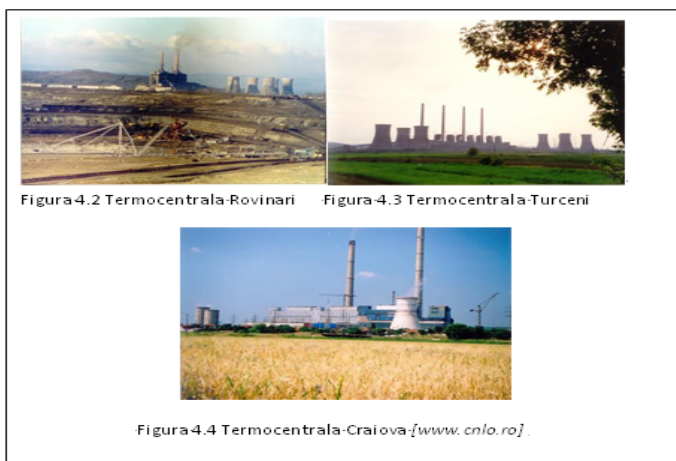 Figura 4.2 Termocentrala Rovinari
Figura 4.3 Termocentrala Turceni
Figura 4.4 Termocentrala Craiova [www.cnlo.ro]